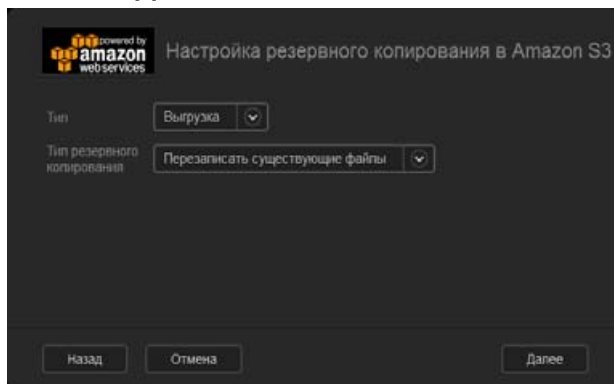 powered by
amazon
webservices
Настройка резервного копирования в Amazon S3
Тип
Выгрузка
Тип резервного
копирования
Перезаписать существующие файлы
Назад
Отмена
Далее